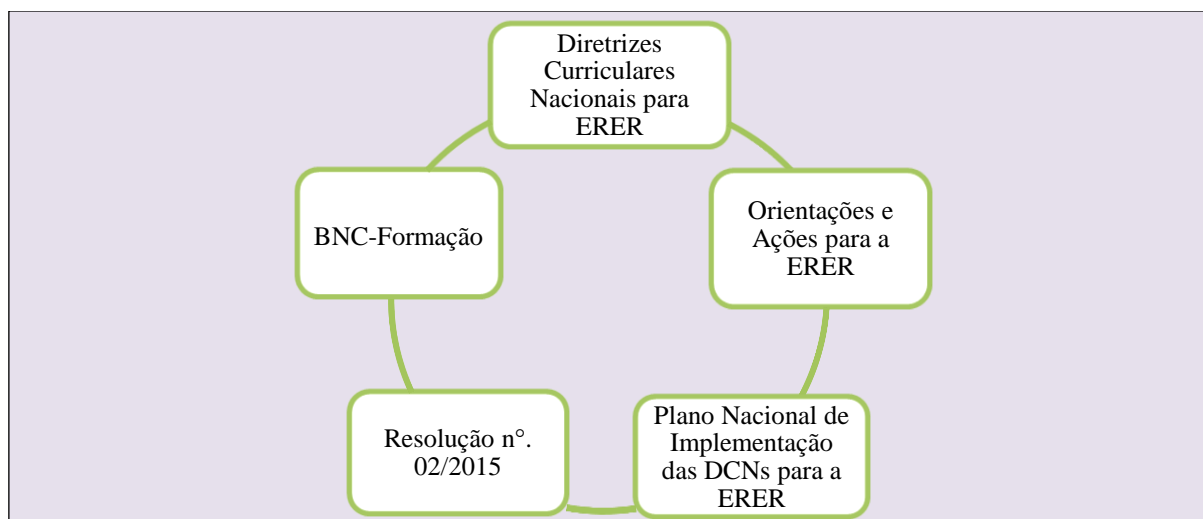 Diretrizes
Curriculares
Nacionais para
ERER
Orientações e
Ações para a
ERER
Plano Nacional de
Implementação
das DCNs para a
ERER
Resolução n°.
02/2015
BNC-Formação